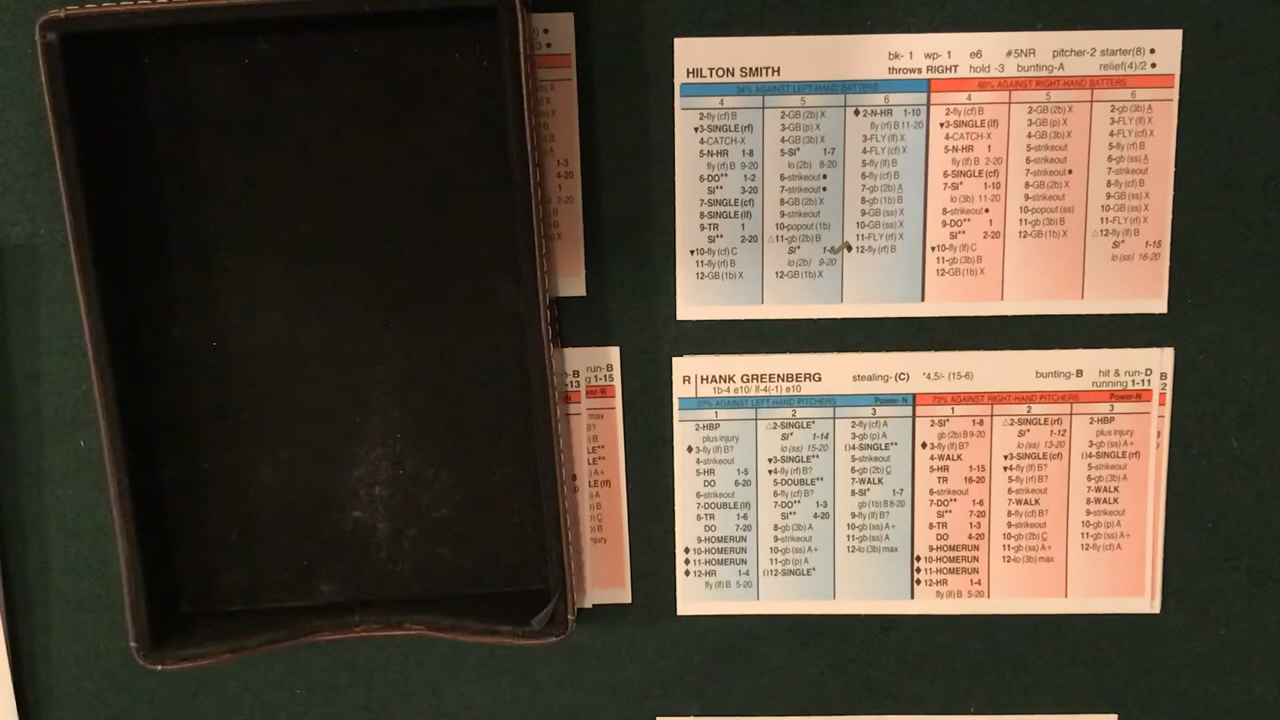 bk- 1 wp- 1 e6 #5NR pitcher-2 starter(8) ●
HILTON SMITH throws RIGHT hold -3 bunting-A relief(4)/2 ●
34% AGAINST LEFT-HAND BATTERS 66% AGAINST RIGHT-HAND BATTERS
4 5 6 4 5 6
2-fly (cf) B
▼3-SINGLE (rf)
4-CATCH-X
5-N-HR 1-8
fly (rf) B 9-20
6-DO** 1-2
SI** 3-20
7-SINGLE (cf)
8-SINGLE (lf)
9-TR 1
SI** 2-20
▼10-fly (lf) C
11-fly (rf) B
12-GB (1b) X
2-GB (2b) X
3-GB (p) X
4-GB (3b) X
5-SI* 1-7
lo (2b) 8-20
6-strikeout●
7-strikeout●
8-GB (2b) X
9-strikeout
10-popout (1b)
△11-gb (2b) B
SI* 1-8
lo (2b) 9-20
12-GB (1b) X
♦2-N-HR 1-10
fly (rf) B 11-20
3-FLY (lf) X
4-FLY (cf) X
5-fly (lf) B
6-fly (cf) B
7-gb (2b) A
8-gb (1b) B
9-GB (ss) X
10-GB (ss) X
11-FLY (rf) X
♦12-fly (rf) B
2-fly (cf) B
▼3-SINGLE (lf)
4-CATCH-X
5-N-HR 1
fly (lf) B 2-20
6-SINGLE (cf)
7-SI* 1-10
lo (3b) 11-20
8-strikeout●
9-DO** 1
SI** 2-20
▼10-fly (lf) C
11-gb (3b) B
12-GB (1b) X
2-GB (2b) X
3-GB (p) X
4-GB (3b) X
5-strikeout
6-strikeout
7-strikeout●
8-GB (2b) X
9-strikeout
10-popout (ss)
11-gb (3b) B
12-GB (1b) X
2-gb (3b) A
3-FLY (lf) X
4-FLY (cf) X
5-fly (rf) B
6-gb (ss) A
7-strikeout
8-fly (cf) B
9-GB (ss) X
10-GB (ss) X
11-FLY (rf) X
△12-fly (lf) B
SI* 1-15
lo (ss) 16-20
R HANK GREENBERG stealing- (C) *4,5/- (15-6) bunting-B hit & run-D
1b-4 e10/ lf-4(-1) e10 running 1-11
27% AGAINST LEFT-HAND PITCHERS Power- N 73% AGAINST RIGHT-HAND PITCHERS Power-N
1 2 3 1 2 3
2-HBP
plus injury
♦3-fly (lf) B?
4-strikeout
5-HR 1-5
DO 6-20
6-strikeout
7-DOUBLE (lf)
8-TR 1-6
DO 7-20
9-HOMERUN
♦10-HOMERUN
♦11-HOMERUN
♦12-HR 1-4
fly (lf) B 5-20
△2-SINGLE*
SI* 1-14
lo (ss) 15-20
▼3-SINGLE**
▼4-fly (rf) B?
5-DOUBLE**
6-fly (cf) B?
7-DO** 1-3
SI** 4-20
8-gb (3b) A
9-strikeout
10-gb (ss) A+
11-gb (p) A
()12-SINGLE*
2-fly (cf) A
3-gb (p) A
()4-SINGLE**
5-strikeout
6-gb (2b) C
7-WALK
8-SI* 1-7
gb (1b) B 8-20
9-fly (lf) B?
10-gb (ss) A+
11-gb (ss) A
12-lo (3b) max
2-SI* 1-8
gb (2b) B 9-20
♦3-fly (lf) B?
4-WALK
5-HR 1-15
TR 16-20
6-strikeout
7-DO** 1-6
SI** 7-20
8-TR 1-3
DO 4-20
9-HOMERUN
♦10-HOMERUN
♦11-HOMERUN
♦12-HR 1-4
fly (lf) B 5-20
△2-SINGLE (rf)
SI* 1-12
lo (ss) 13-20
▼3-SINGLE (cf)
▼4-fly (lf) B?
5-fly (rf) B?
6-strikeout
7-WALK
8-fly (cf) B?
9-strikeout
10-gb (2b) C
11-gb (ss) A+
12-lo (3b) max
2-HBP
plus injury
3-gb (ss) A+
()4-SINGLE (rf)
5-strikeout
6-gb (3b) A
7-WALK
8-WALK
9-strikeout
10-gb (p) A
11-gb (ss) A+
12-fly (cf) A
run-B
1-15